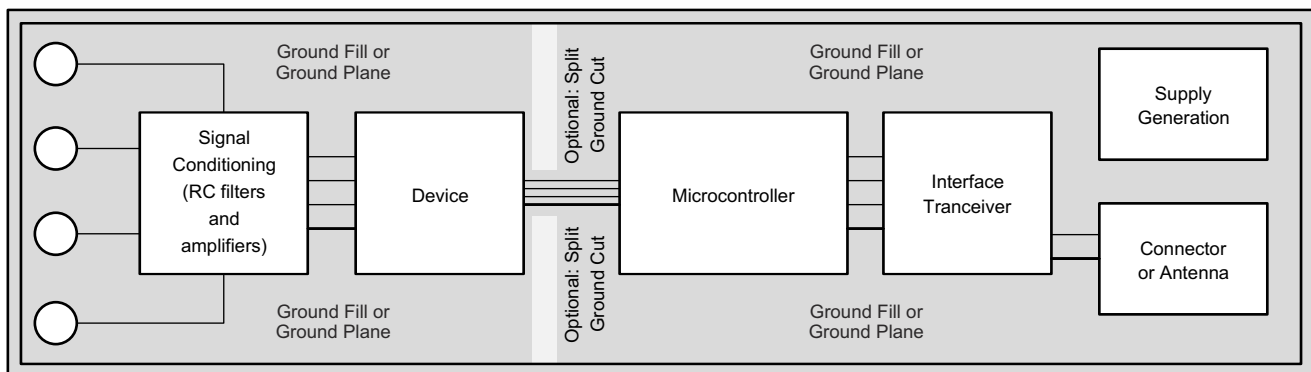 Ground Fill or
Ground Plane
Optional: Split
Ground Cut
Ground Fill or
Ground Plane
Supply
Generation
Signal
Conditioning
(RC filters
and
amplifiers)
Device
Microcontroller
Interface
Tranceiver
Connector
or Antenna
Ground Fill or
Ground Plane
Optional: Split
Ground Cut
Ground Fill or
Ground Plane